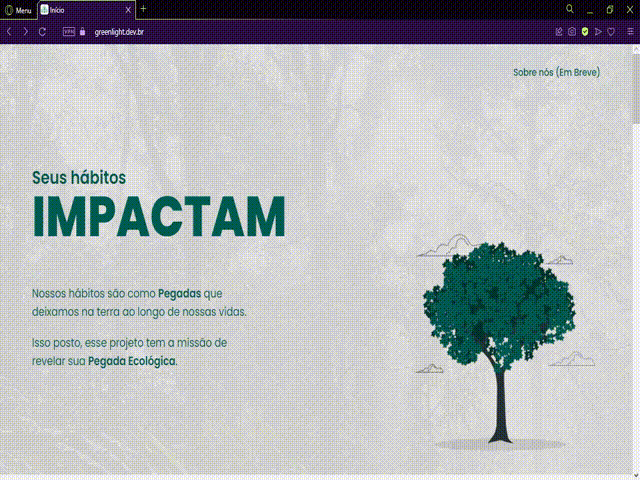 Menu
Início
VPN
greenlight.dev.br
Sobre nós (Em Breve)
Seus hábitos
IMPACTAM
Nossos hábitos são como Pegadas que
deixamos na terra ao longo de nossas vidas.
Isso posto, esse projeto tem a missão de
revelar sua Pegada Ecológica.